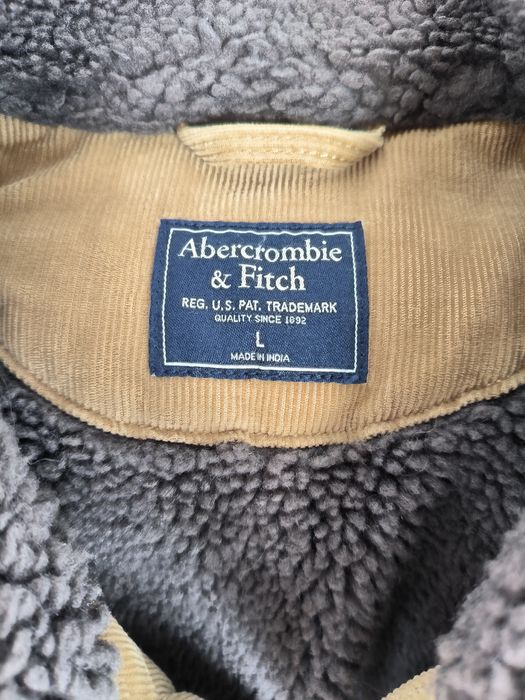 Abercrombie
& Fitch
REG. U.S. PAT. TRADEMARK
QUALITY SINCE 1892
L
MADE IN INDIA